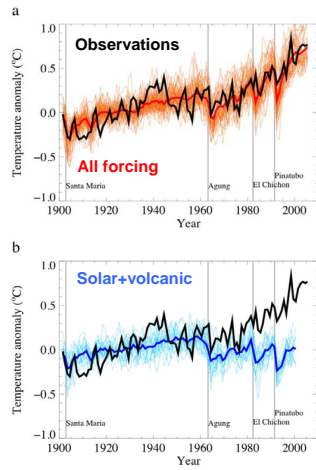 a
Temperature anomaly (°C)
1.0
0.5
0.0
-0.5
-1.0
Observations
All forcing
Santa Maria
Agung
El Chichon
Pinatubo
1900
1920
1940
1960
1980
2000
Year
b
Temperature anomaly (°C)
1.0
0.5
0.0
-0.5
-1.0
Solar+volcanic
Santa Maria
Agung
El Chichon
Pinatubo
1900
1920
1940
1960
1980
2000
Year